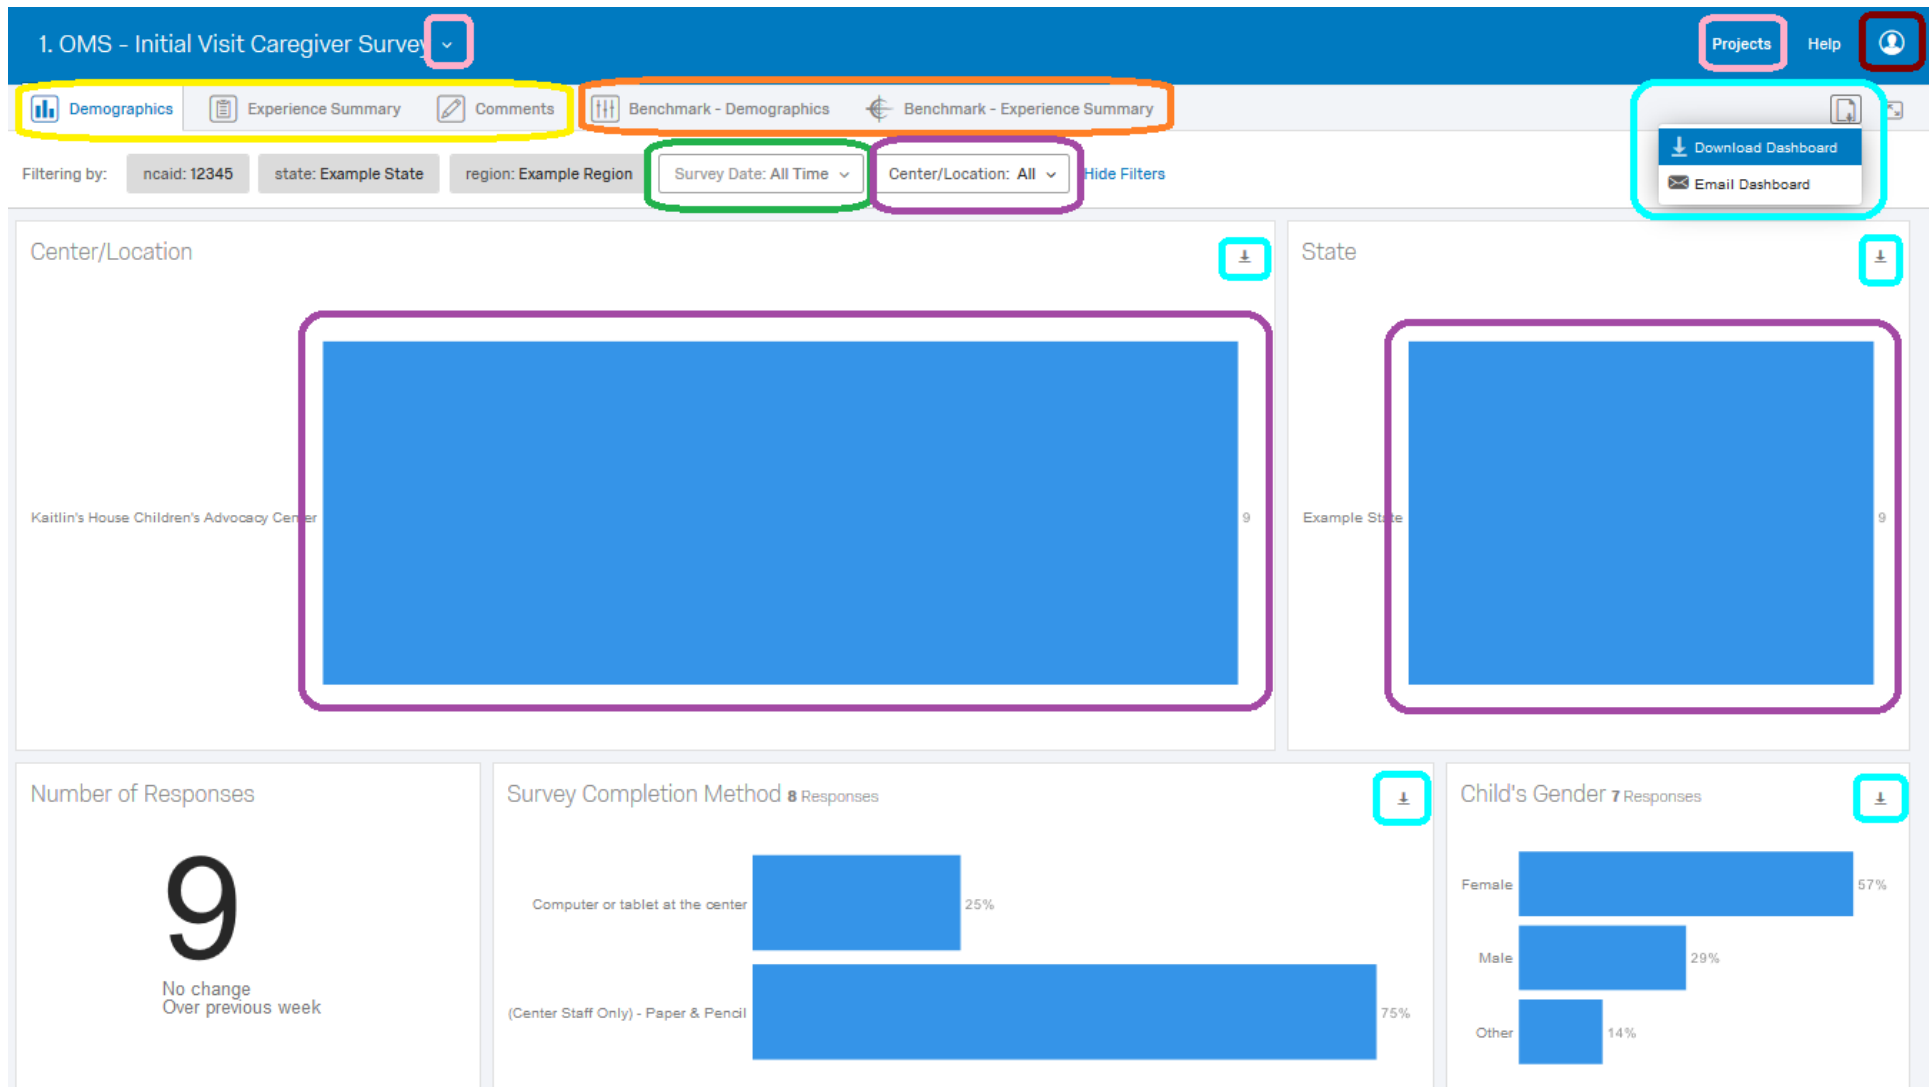 1. OMS - Initial Visit Caregiver Survey
Projects
Help
Demographics
Experience Summary
Comments
Benchmark - Demographics
Benchmark - Experience Summary
Download Dashboard
Email Dashboard
Filtering by:
ncaid: 12345
state: Example State
region: Example Region
Survey Date: All Time
Center/Location: All
Hide Filters
Center/Location
Kaitlin's House Children's Advocacy Center
9
State
Example State
9
Number of Responses
9
No change
Over previous week
Survey Completion Method 8 Responses
Computer or tablet at the center
25%
(Center Staff Only) - Paper & Pencil
75%
Child's Gender 7 Responses
Female
57%
Male
29%
Other
14%